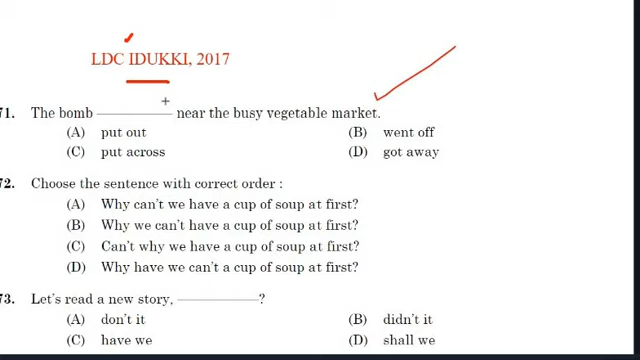 LDC IDUKKI, 2017
71. The bomb ————— near the busy vegetable market.
(A) put out (B) went off
(C) put across (D) got away
72. Choose the sentence with correct order :
(A) Why can't we have a cup of soup at first?
(B) Why we can't have a cup of soup at first?
(C) Can't why we have a cup of soup at first?
(D) Why have we can't a cup of soup at first?
73. Let's read a new story, ——————?
(A) don't it (B) didn't it
(C) have we (D) shall we